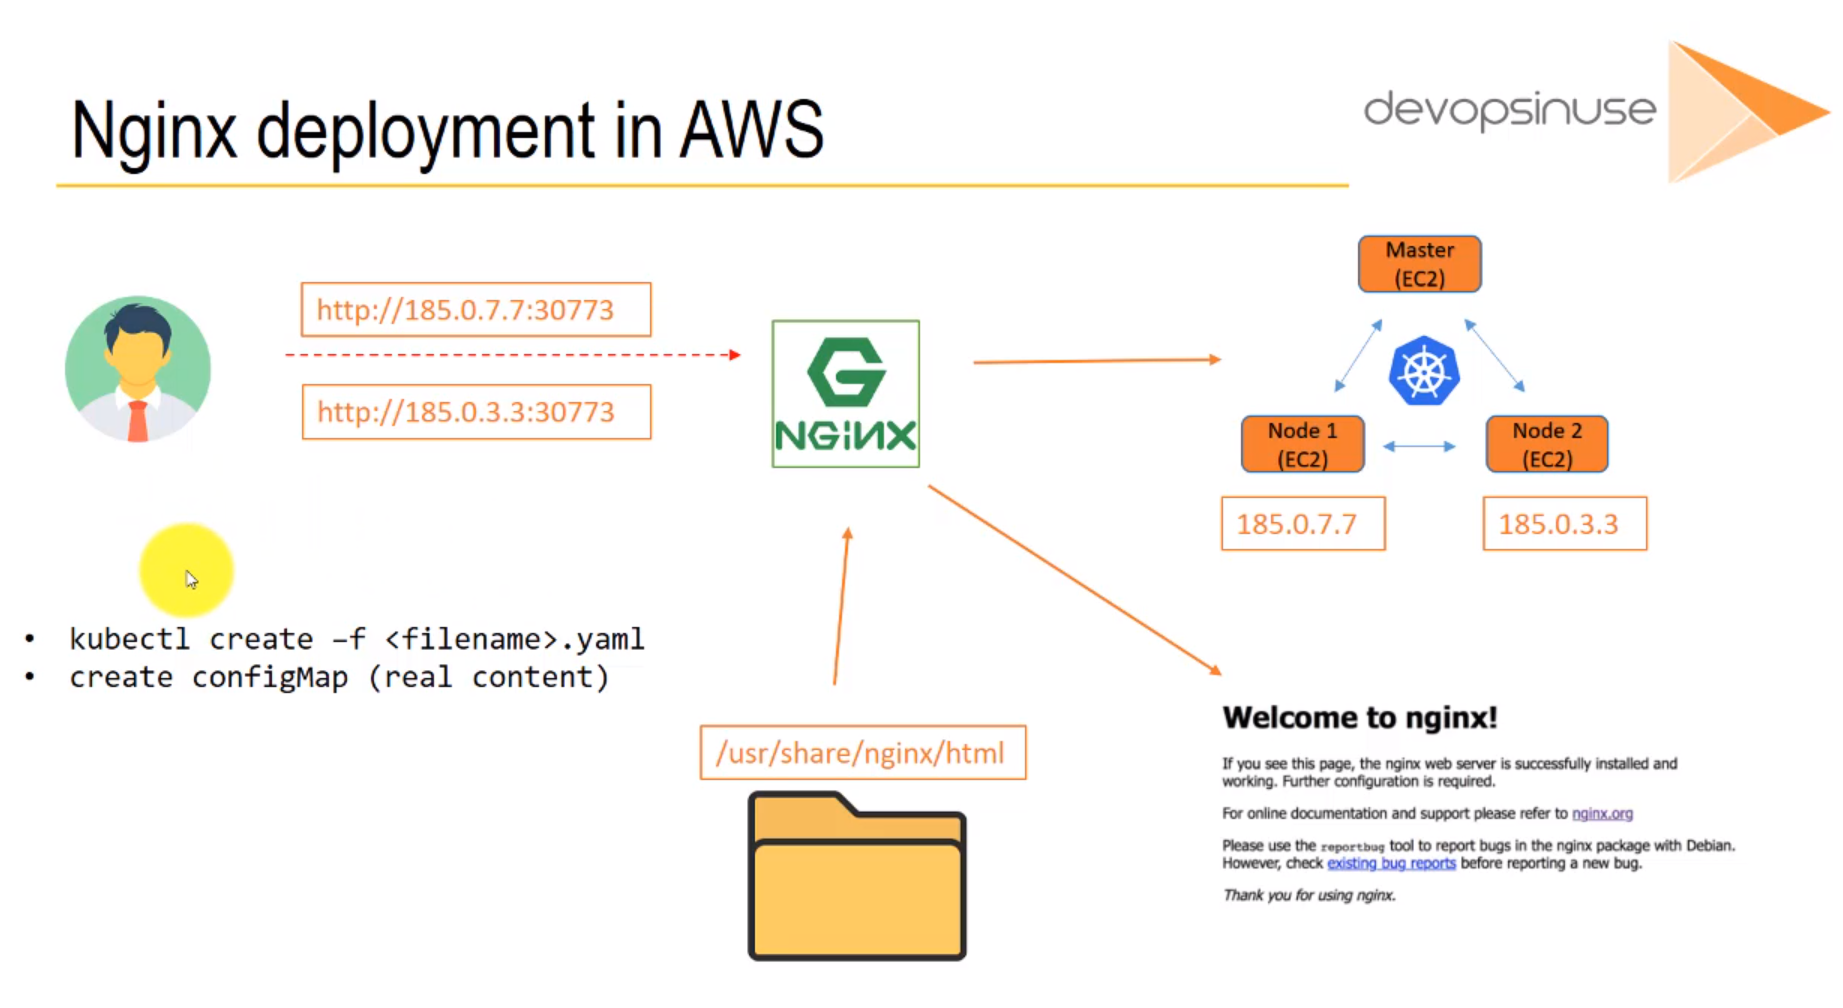 Nginx deployment in AWS
devopsinuse
http://185.0.7.7:30773
http://185.0.3.3:30773
NGiNX
Master
(EC2)
Node 1
(EC2)
Node 2
(EC2)
185.0.7.7
185.0.3.3
• kubectl create –f <filename>.yaml
• create configMap (real content)
/usr/share/nginx/html
Welcome to nginx!
If you see this page, the nginx web server is successfully installed and
working. Further configuration is required.
For online documentation and support please refer to nginx.org
Please use the reportbug tool to report bugs in the nginx package with Debian.
However, check existing bug reports before reporting a new bug.
Thank you for using nginx.